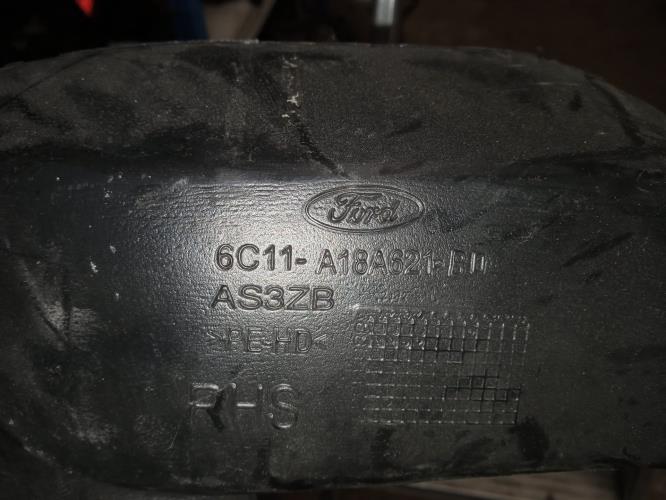 Ford
6C11- A18A621-BD
AS3ZB
>PE-HD<
RHS